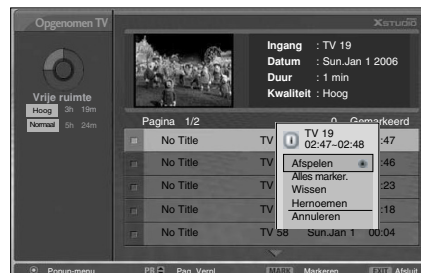 Opgenomen TV
XSTUDIO
Ingang : TV 19
Datum : Sun.Jan 1 2006
Duur : 1 min
Kwaliteit : Hoog
Vrije ruimte
Hoog 3h 19m
Normaal 5h 24m
Pagina 1/2 0 Gemarkeerd
No Title TV :47
No Title TV :46
No Title TV :23
No Title TV :18
No Title TV 58 Sun.Jan 1 00:04
TV 19
02:47~02:48
Afspelen
Alles marker.
Wissen
Hernoemen
Annuleren
Popup-menu PR Pag. Verpl. MARK Markeren EXIT Afsluit